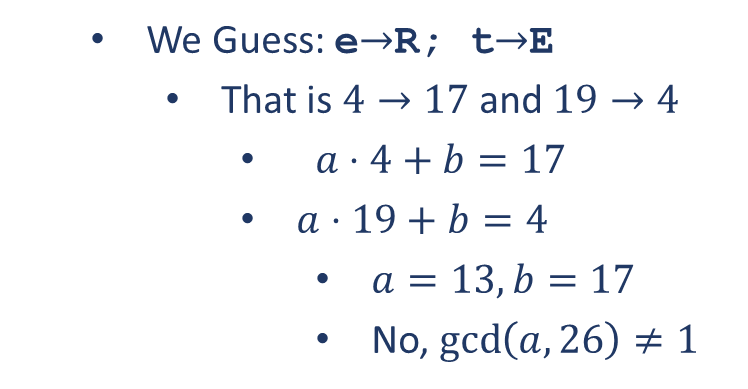 • We Guess: e→R; t→E
• That is 4 → 17 and 19 → 4
• a · 4 + b = 17
• a · 19 + b = 4
• a = 13, b = 17
• No, gcd(a, 26) ≠ 1